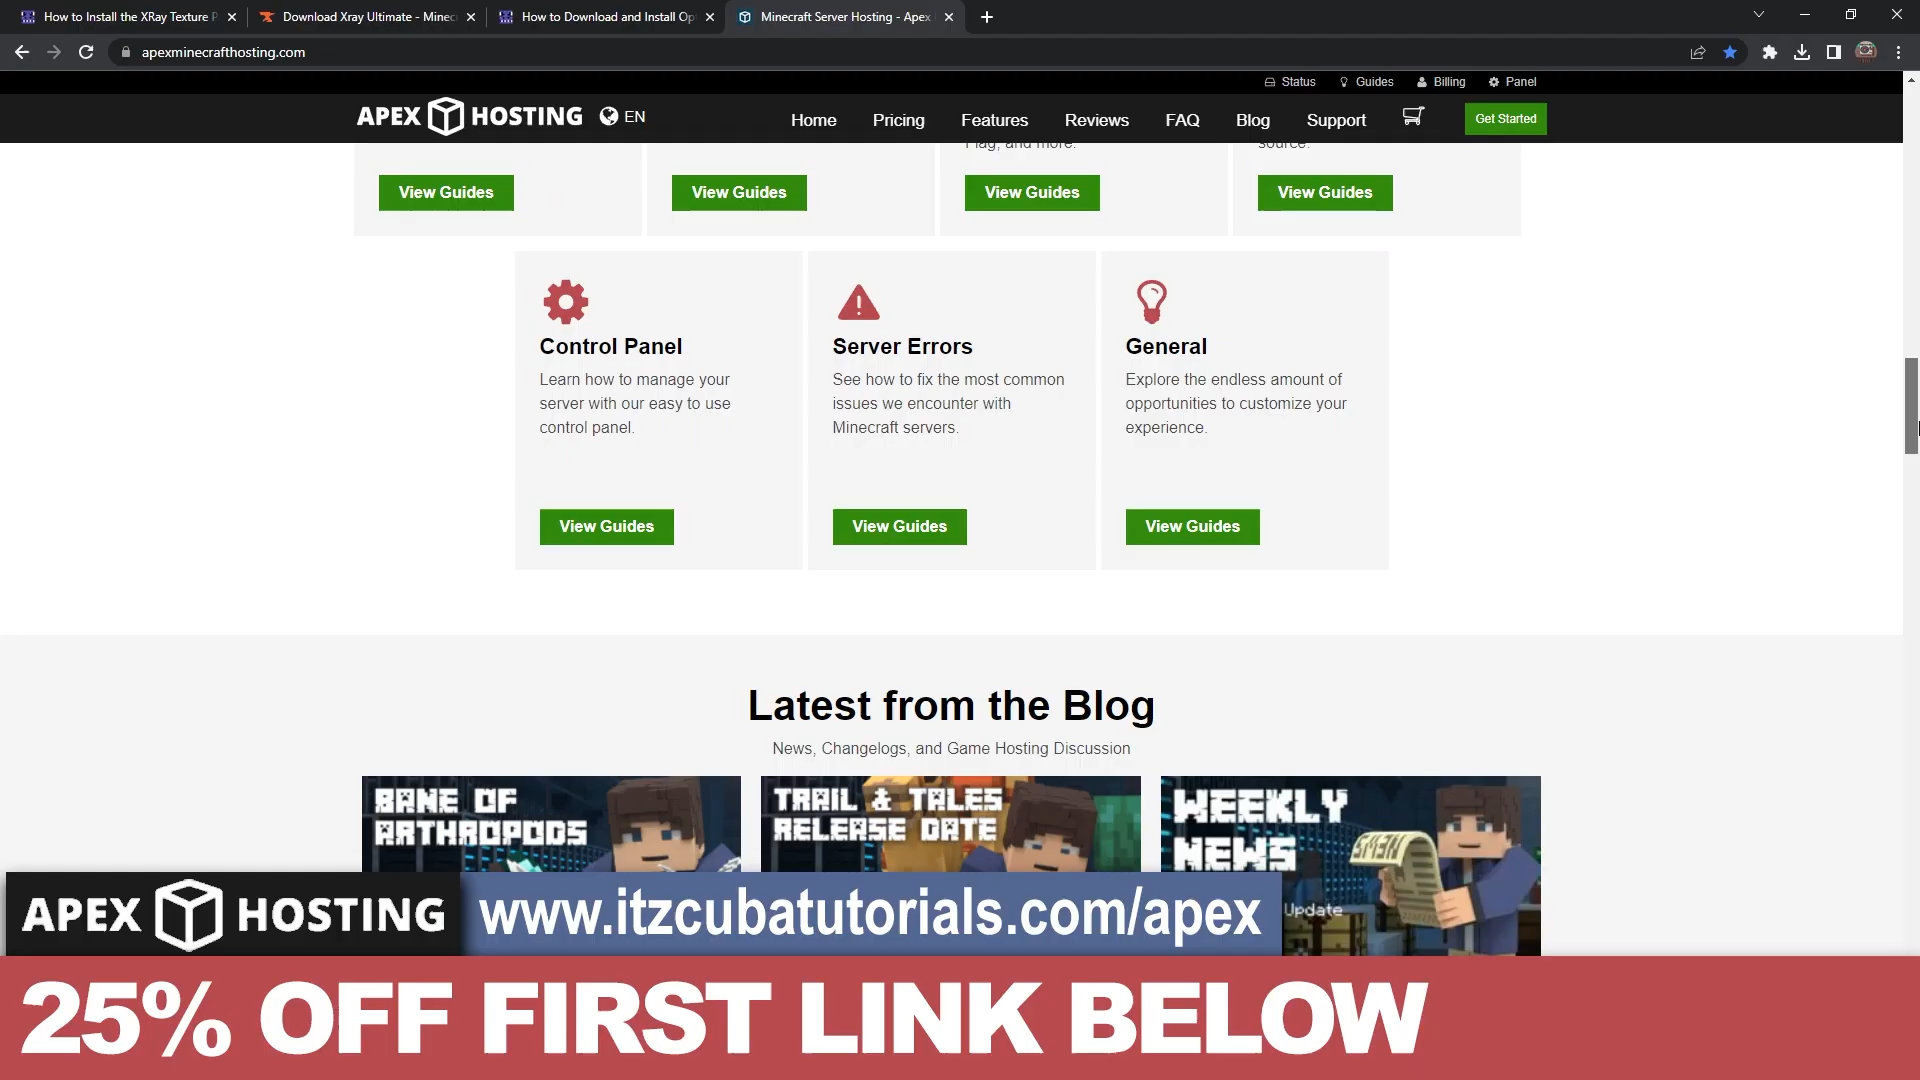 How to Install the XRay Texture P
Download Xray Ultimate - Minec
How to Download and Install Op
Minecraft Server Hosting - Apex
apexminecrafthosting.com
Status
Guides
Billing
Panel
APEX HOSTING
EN
Home
Pricing
Features
Reviews
FAQ
Blog
Support
Get Started
Flag, and more.
source.
View Guides
View Guides
View Guides
View Guides
Control Panel
Learn how to manage your
server with our easy to use
control panel.
View Guides
Server Errors
See how to fix the most common
issues we encounter with
Minecraft servers.
View Guides
General
Explore the endless amount of
opportunities to customize your
experience.
View Guides
Latest from the Blog
News, Changelogs, and Game Hosting Discussion
BANE OF
ARTHROPODS
TRAIL & TALES
RELEASE DATE
WEEKLY
NEWS
NEWS
Update
APEX HOSTING
www.itzcubatutorials.com/apex
25% OFF FIRST LINK BELOW